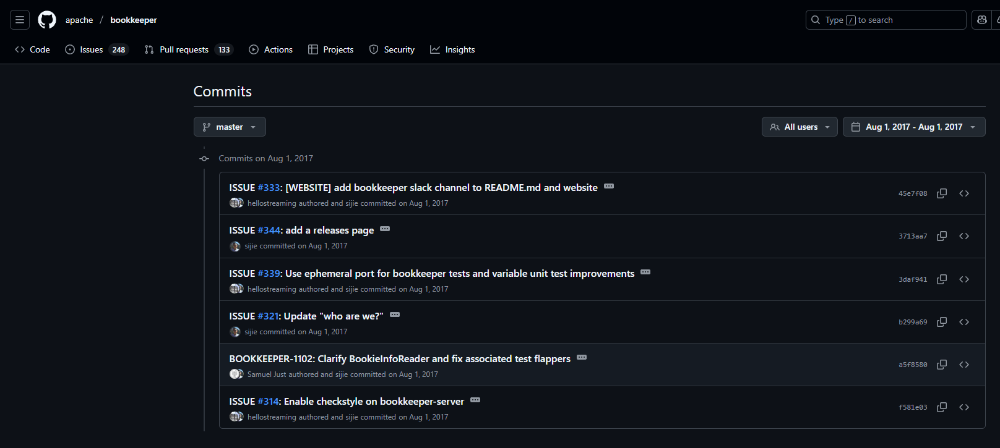 apache / bookkeeper
Type / to search
Code
Issues 248
Pull requests 133
Actions
Projects
Security
Insights
Commits
master
All users
Aug 1, 2017 - Aug 1, 2017
Commits on Aug 1, 2017
ISSUE #333: [WEBSITE] add bookkeeper slack channel to README.md and website
hellostreaming authored and sijie committed on Aug 1, 2017
45e7f08
ISSUE #344: add a releases page
sijie committed on Aug 1, 2017
3713aa7
ISSUE #339: Use ephemeral port for bookkeeper tests and variable unit test improvements
hellostreaming authored and sijie committed on Aug 1, 2017
3daf941
ISSUE #321: Update "who are we?"
sijie committed on Aug 1, 2017
b299a69
BOOKKEEPER-1102: Clarify BookieInfoReader and fix associated test flappers
Samuel Just authored and sijie committed on Aug 1, 2017
a5f8580
ISSUE #314: Enable checkstyle on bookkeeper-server
hellostreaming authored and sijie committed on Aug 1, 2017
f581e03